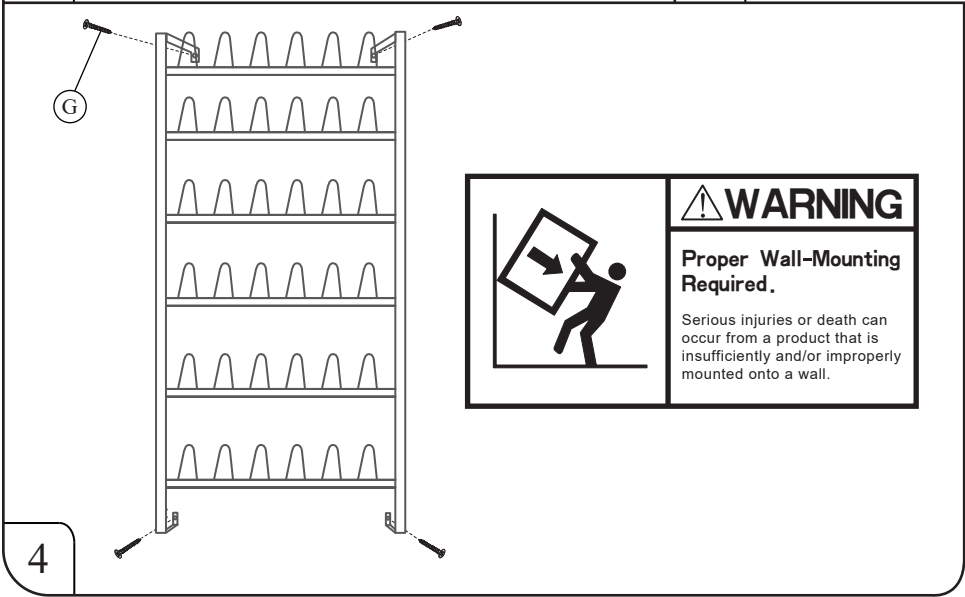 G
WARNING
Proper Wall-Mounting
Required.
Serious injuries or death can
occur from a product that is
insufficiently and/or improperly
mounted onto a wall.
4